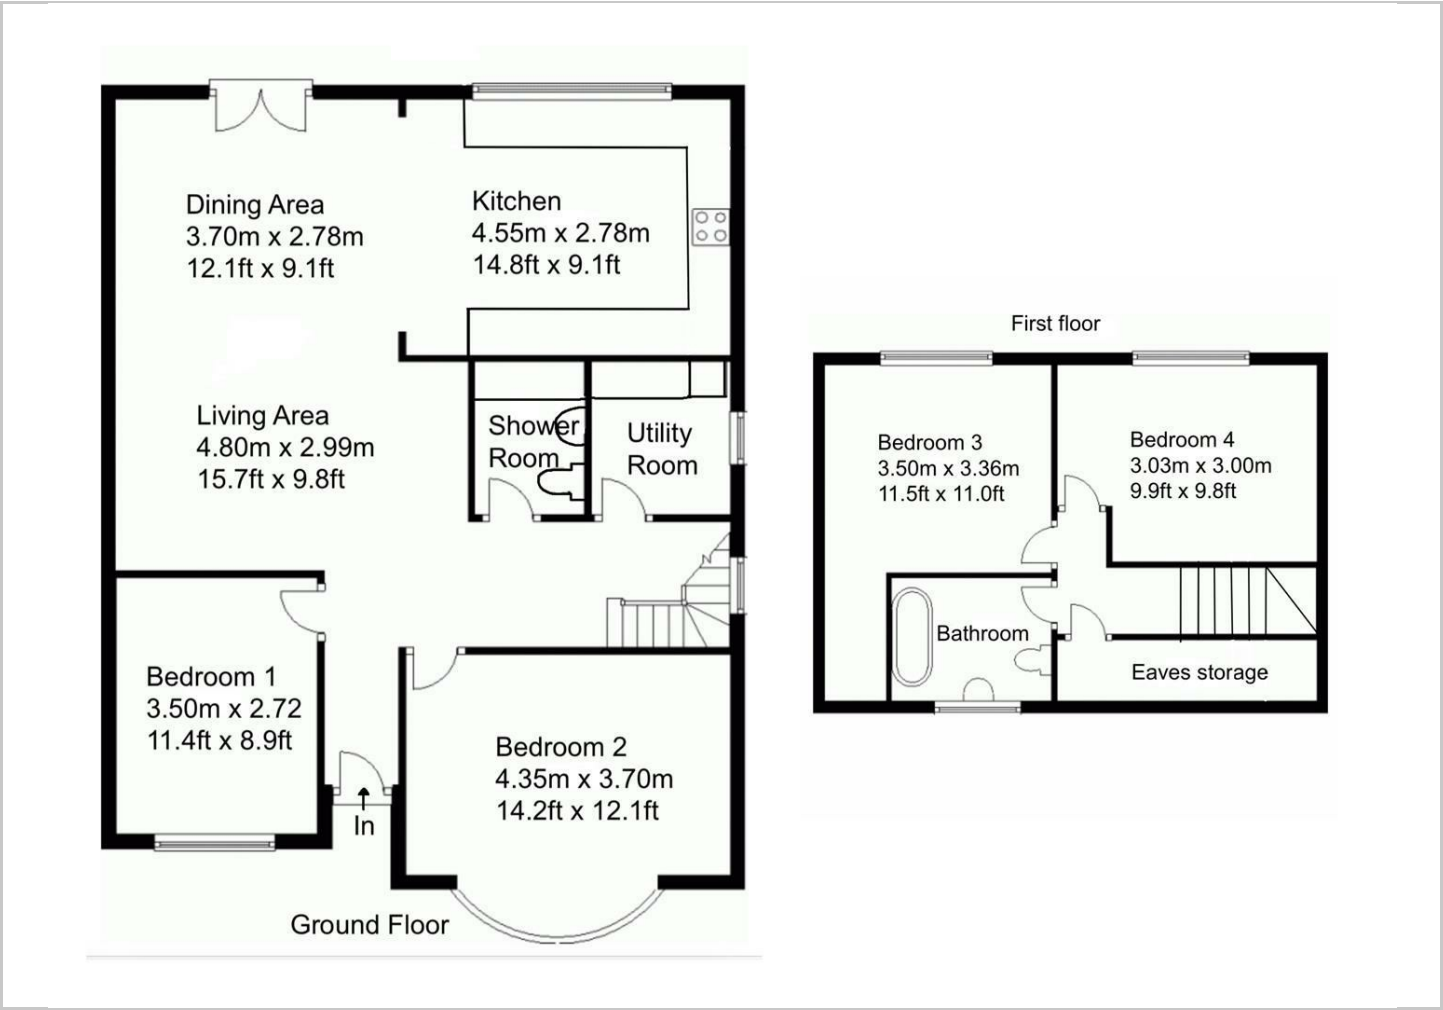 Dining Area
3.70m x 2.78m
12.1ft x 9.1ft
Kitchen
4.55m x 2.78m
14.8ft x 9.1ft
Living Area
4.80m x 2.99m
15.7ft x 9.8ft
Shower
Room
Utility
Room
Bedroom 1
3.50m x 2.72
11.4ft x 8.9ft
Bedroom 2
4.35m x 3.70m
14.2ft x 12.1ft
In
Ground Floor
First floor
Bedroom 3
3.50m x 3.36m
11.5ft x 11.0ft
Bedroom 4
3.03m x 3.00m
9.9ft x 9.8ft
Bathroom
Eaves storage